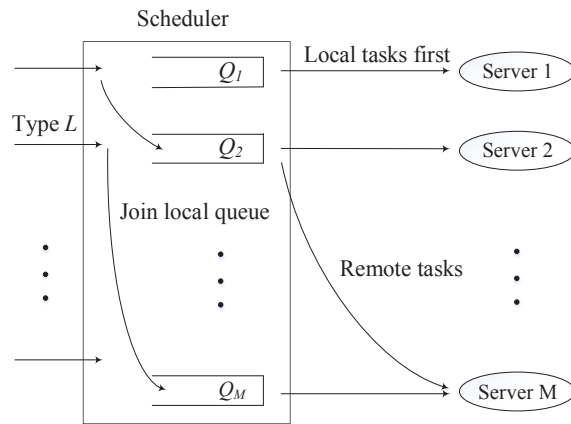 Scheduler
Q1
Local tasks first
Server 1
Type L
Q2
Server 2
Join local queue
Remote tasks
QM
Server M